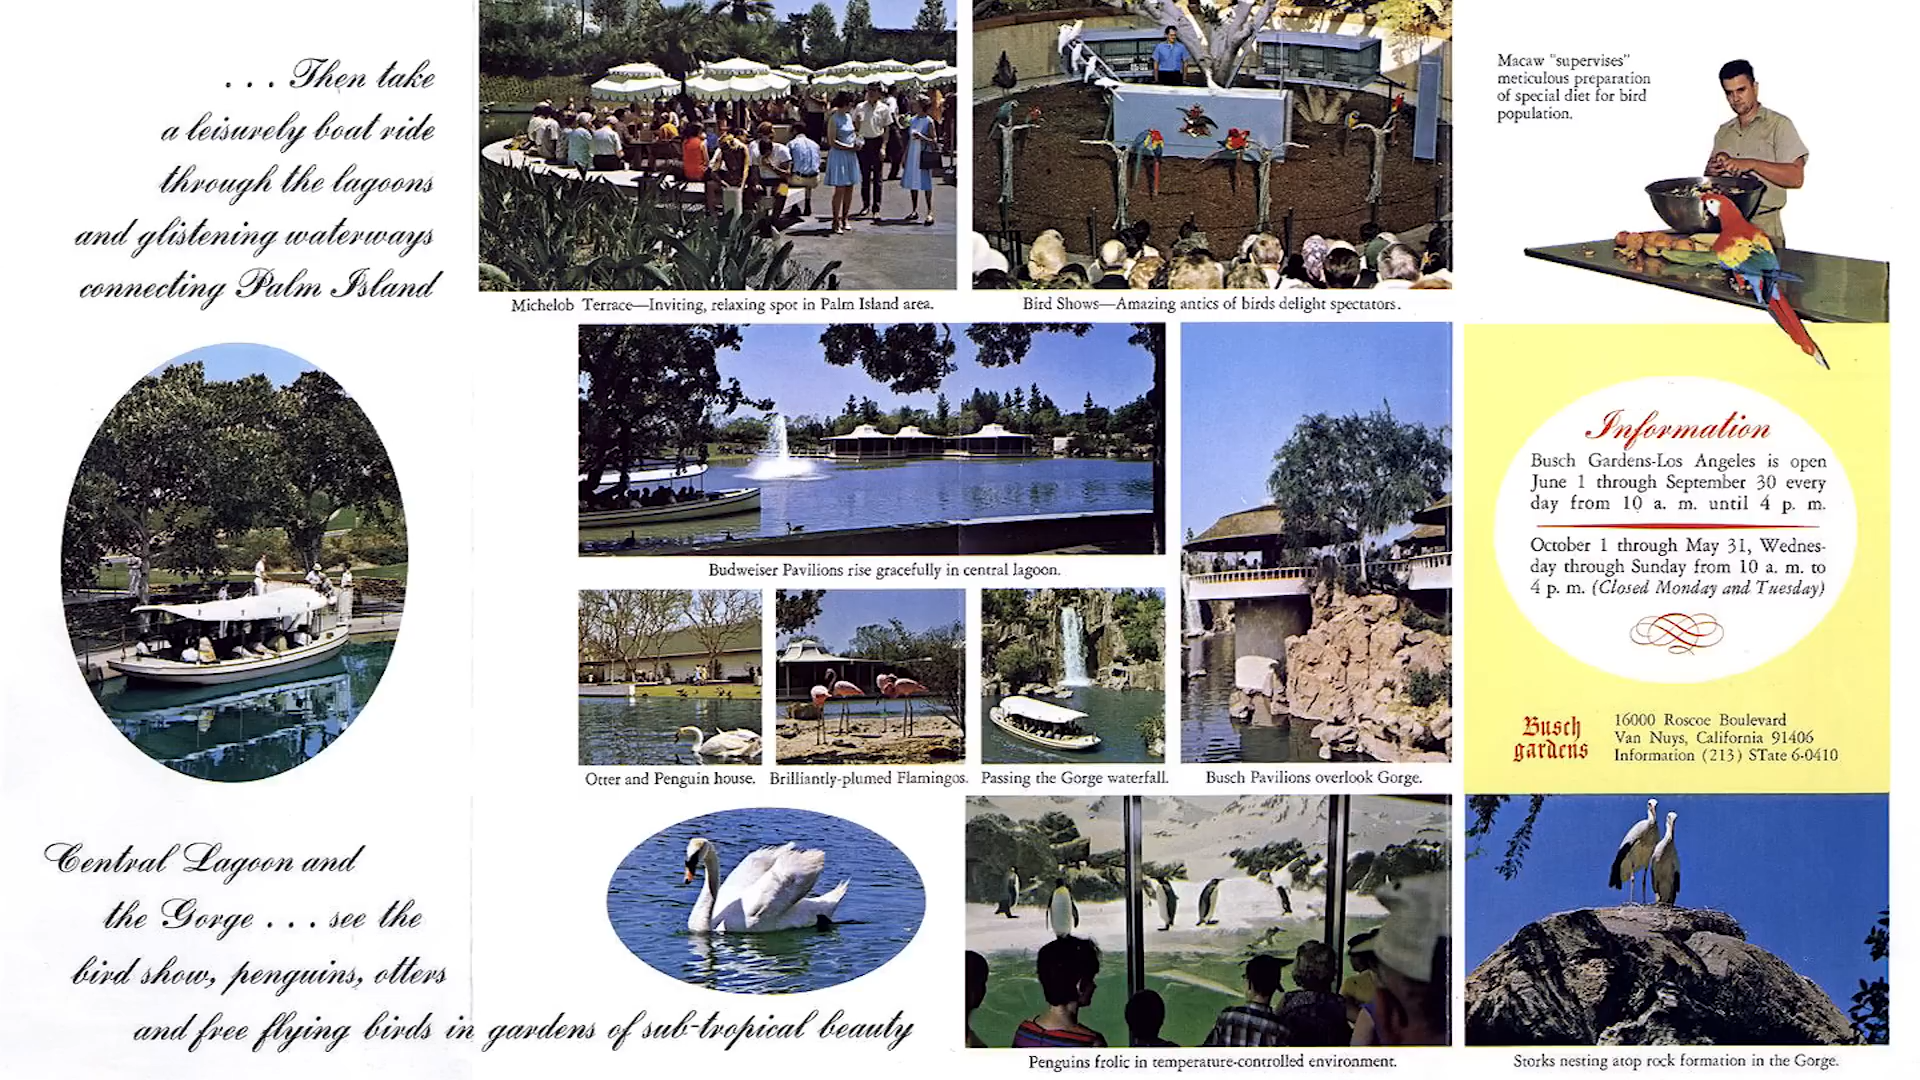 . . . Then take
a leisurely boat ride
through the lagoons
and glistening waterways
connecting Palm Island
Michelob Terrace—Inviting, relaxing spot in Palm Island area.
Bird Shows—Amazing antics of birds delight spectators.
Macaw "supervises"
meticulous preparation
of special diet for bird
population.
Budweiser Pavilions rise gracefully in central lagoon.
Otter and Penguin house.
Brilliantly-plumed Flamingos.
Passing the Gorge waterfall.
Busch Pavilions overlook Gorge.
Information
Busch Gardens-Los Angeles is open
June 1 through September 30 every
day from 10 a. m. until 4 p. m.
October 1 through May 31, Wednes-
day through Sunday from 10 a. m. to
4 p. m. (Closed Monday and Tuesday)
Busch
gardens
16000 Roscoe Boulevard
Van Nuys, California 91406
Information (213) STate 6-0410
Central Lagoon and
the Gorge . . . see the
bird show, penguins, otters
and free flying birds in gardens of sub-tropical beauty
Penguins frolic in temperature-controlled environment.
Storks nesting atop rock formation in the Gorge.